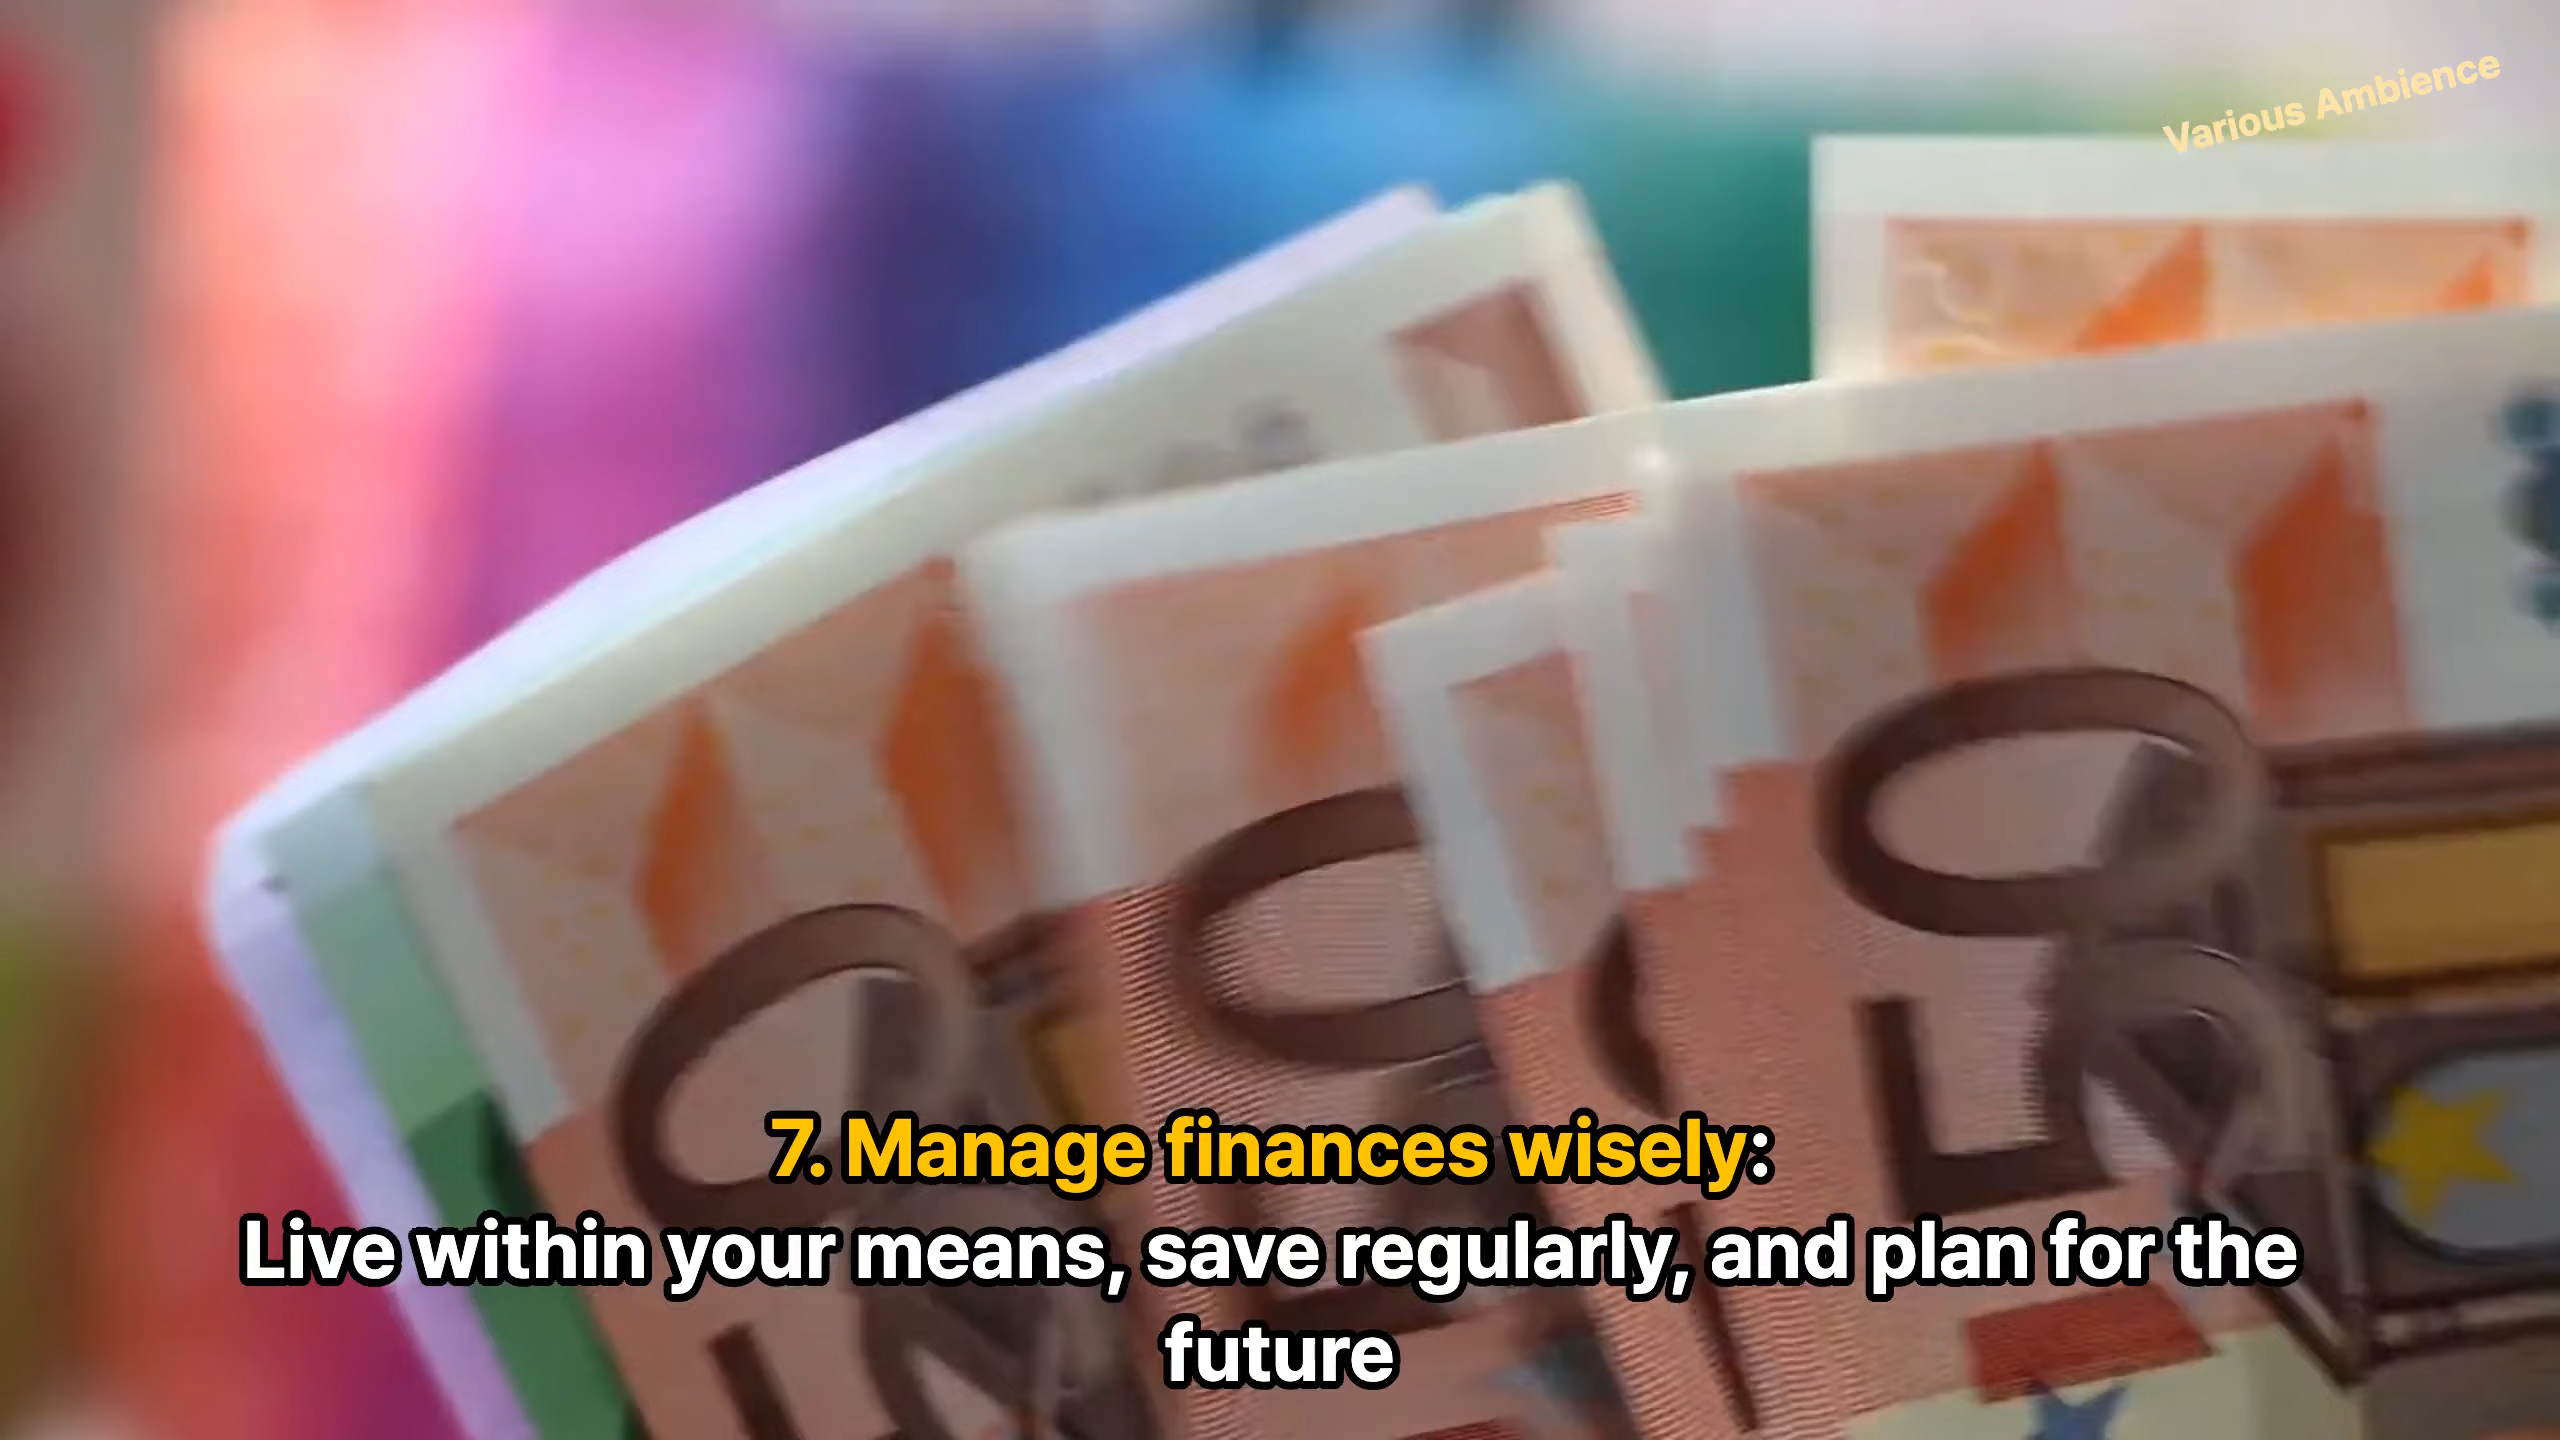 Various Ambience
7. Manage finances wisely:
Live within your means, save regularly, and plan for the
future